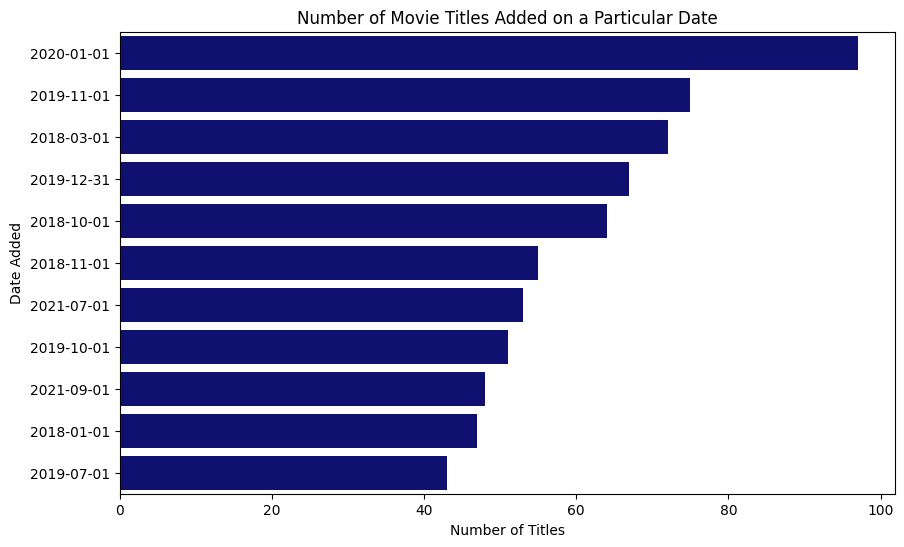 Number of Movie Titles Added on a Particular Date
Date Added
2020-01-01
2019-11-01
2018-03-01
2019-12-31
2018-10-01
2018-11-01
2021-07-01
2019-10-01
2021-09-01
2018-01-01
2019-07-01
0 20 40 60 80 100
Number of Titles